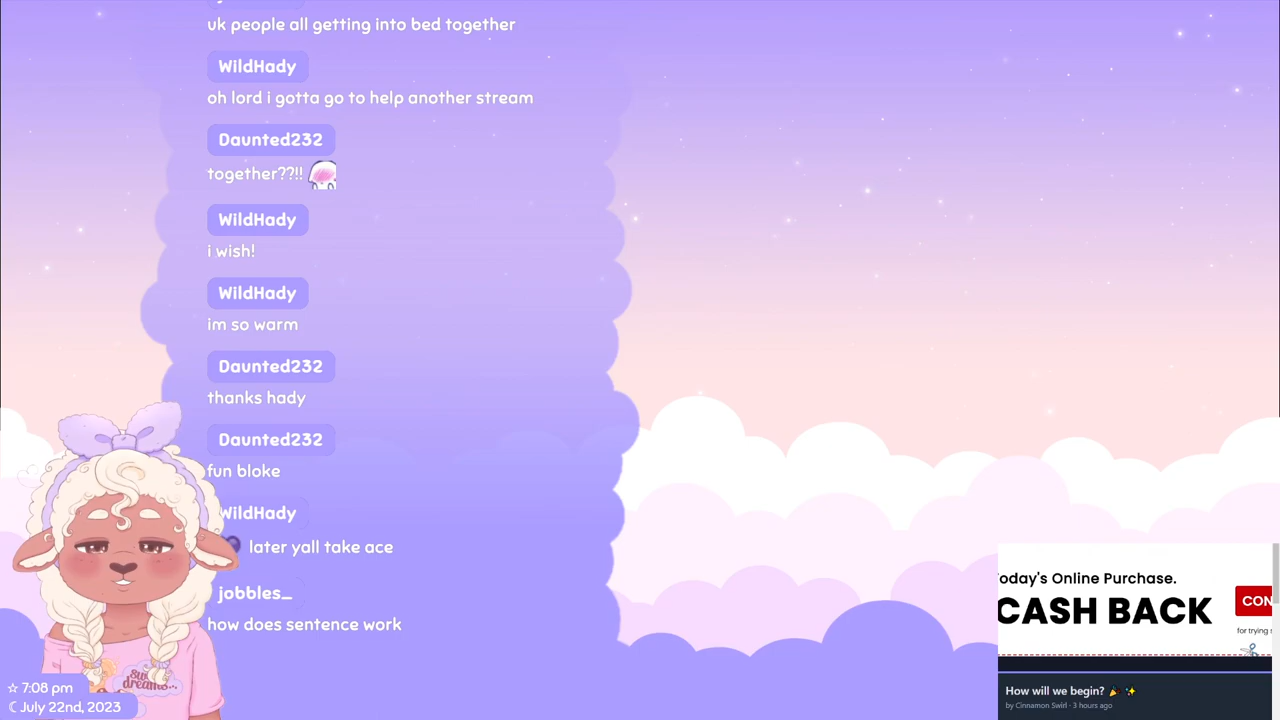 uk people all getting into bed together
WildHady
oh lord i gotta go to help another stream
Daunted232
together??!!
WildHady
i wish!
WildHady
im so warm
Daunted232
thanks hady
Daunted232
fun bloke
WildHady
later yall take ace
jobbles_
how does sentence work
sweet dreams...
☆ 7:08 pm
☾ July 22nd, 2023
Today's Online Purchase.
CASH BACK
CON
for trying
How will we begin? 🎉 ✨
by Cinnamon Swirl · 3 hours ago